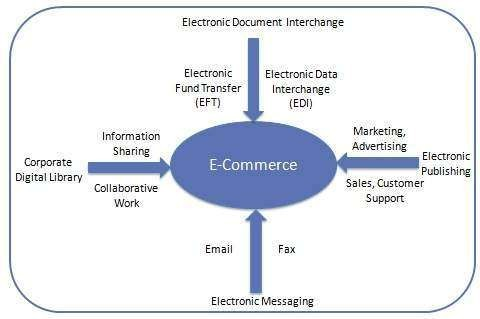 Electronic Document Interchange
Electronic
Fund Transfer
(EFT)
Electronic Data
Interchange
(EDI)
Information
Sharing
Corporate
Digital Library
Collaborative
Work
E-Commerce
Marketing,
Advertising
Electronic
Publishing
Sales, Customer
Support
Email
Fax
Electronic Messaging